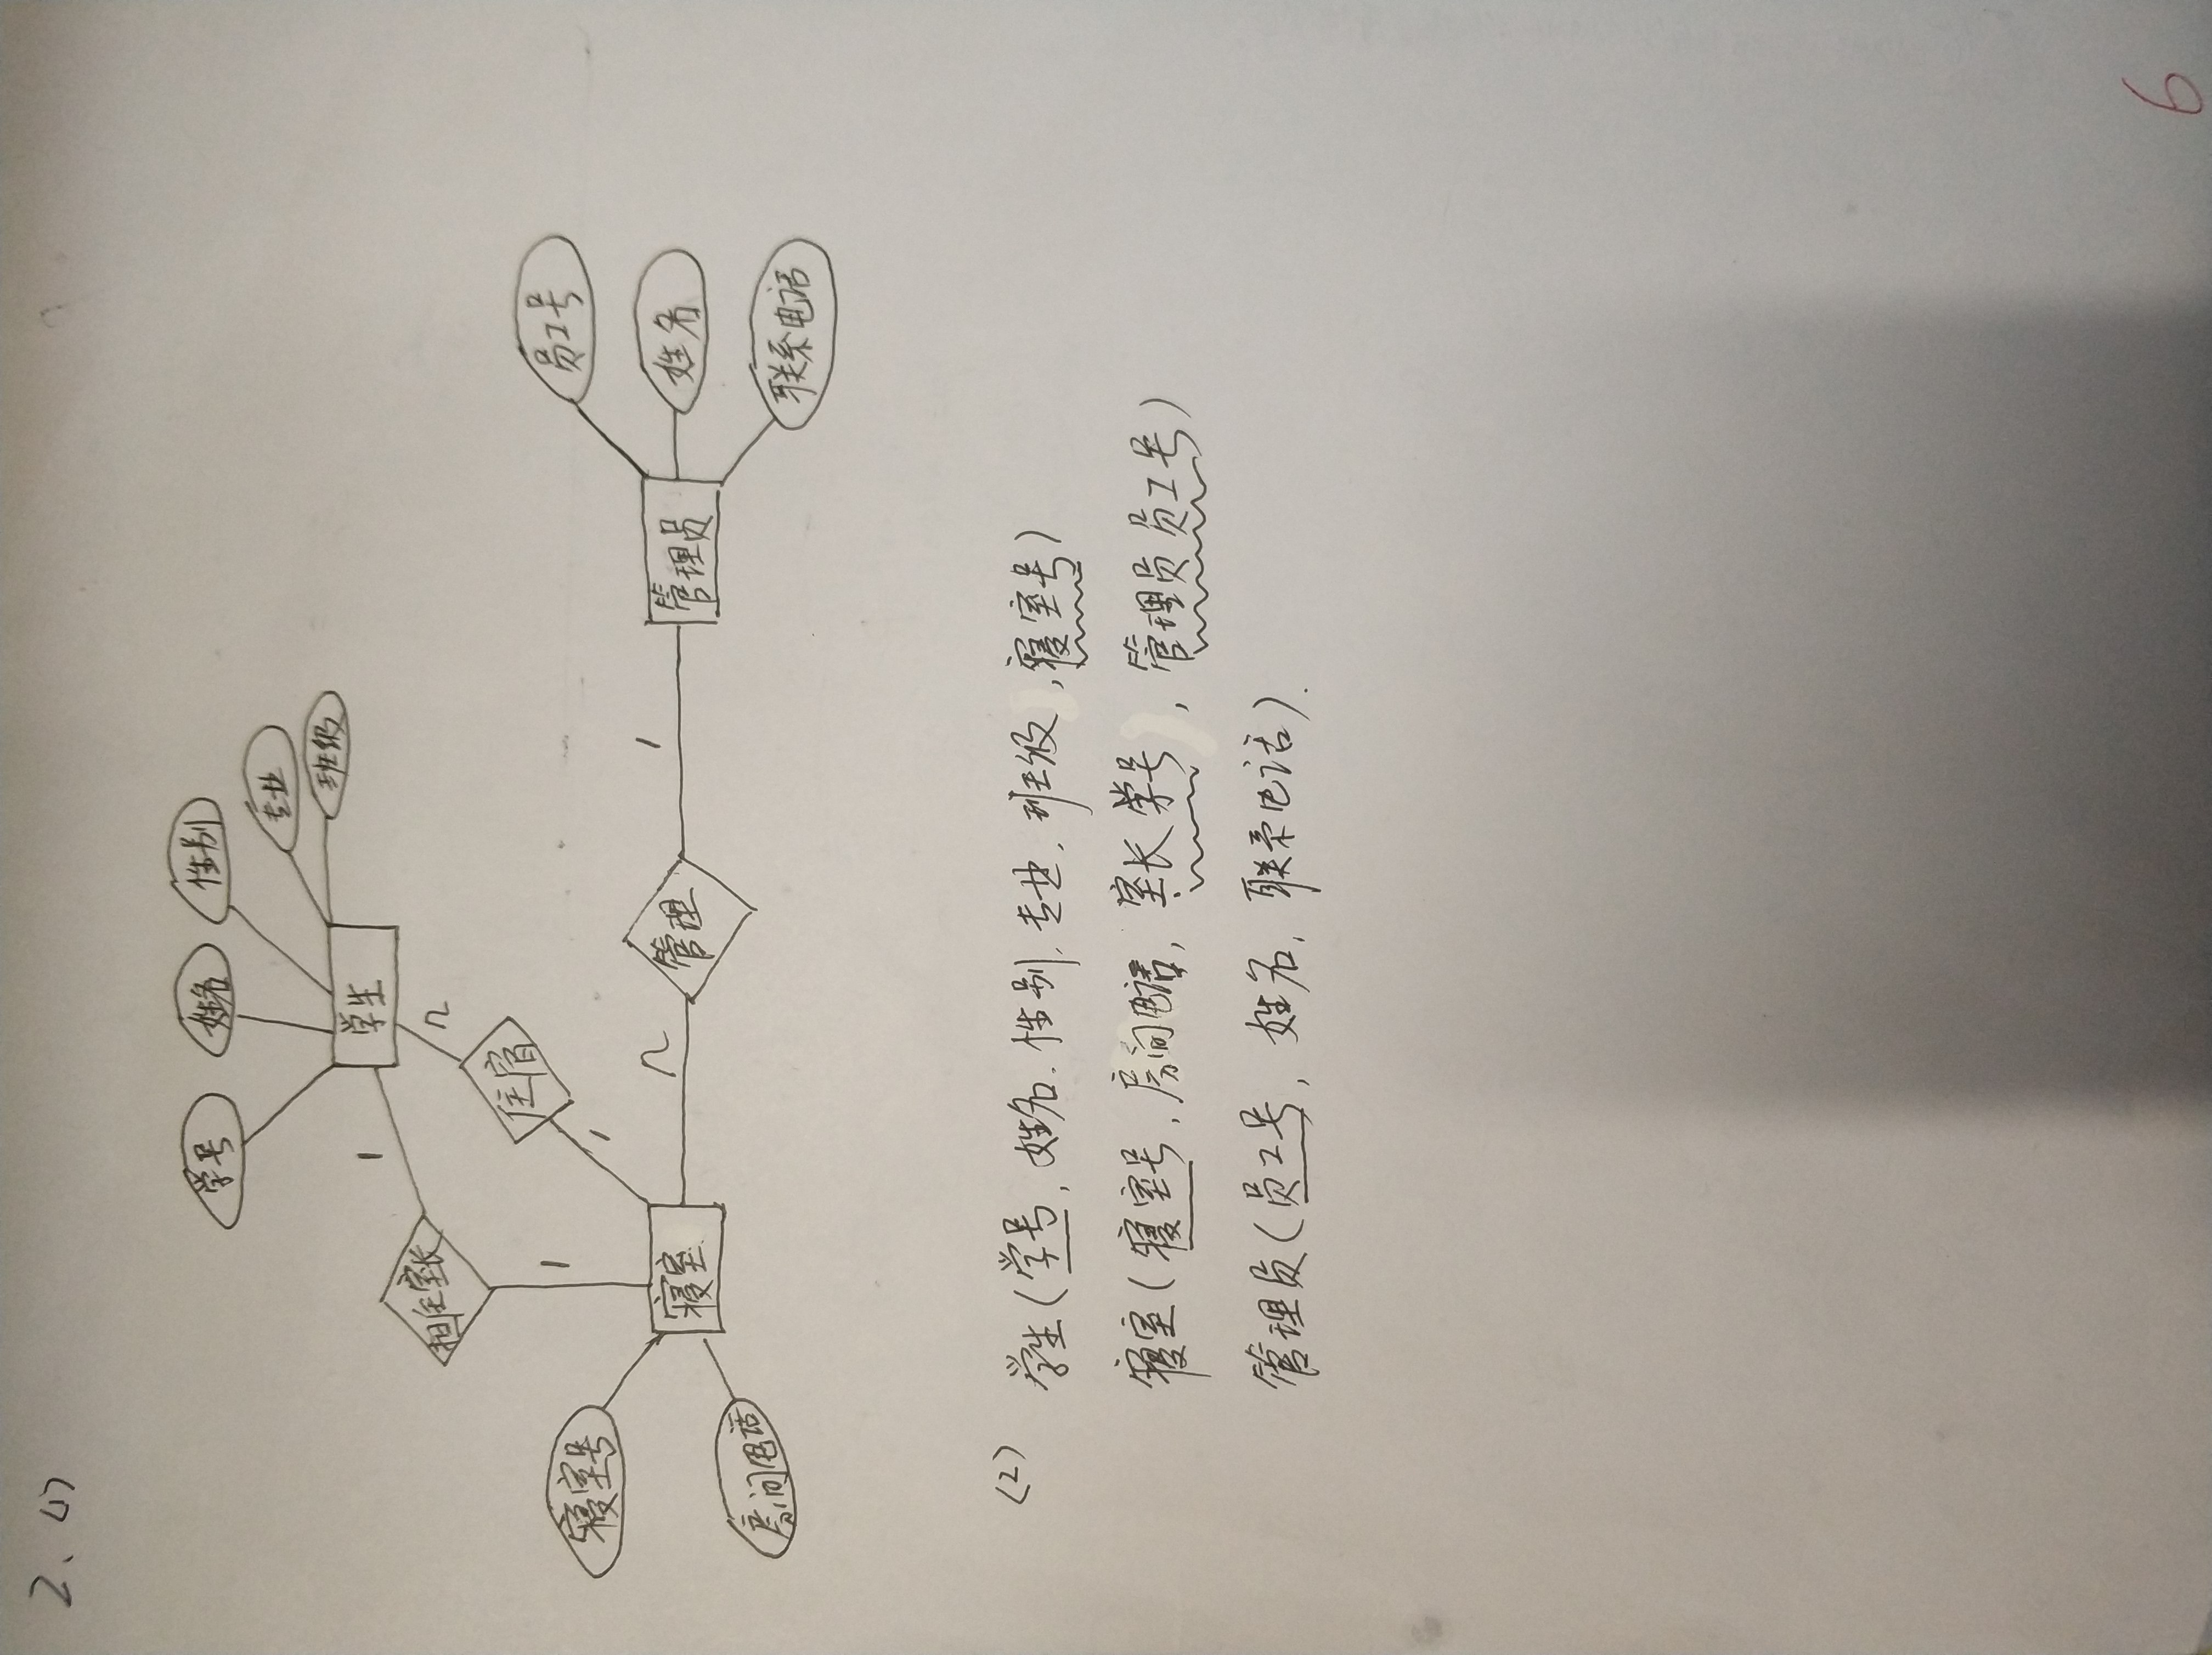 2、(1)
学号 姓名 性别
专业
班级
学生
1
担任室长
n
住宿
1
1
寝室号
房间电话
寝室
n
管理
1
管理员
员工号
姓名
联系电话
(2)
学生(学号, 姓名, 性别, 专业, 班级, 寝室号)
寝室(寝室号, 房间电话, 室长学号, 管理员员工号)
管理员(员工号, 姓名, 联系电话).
6